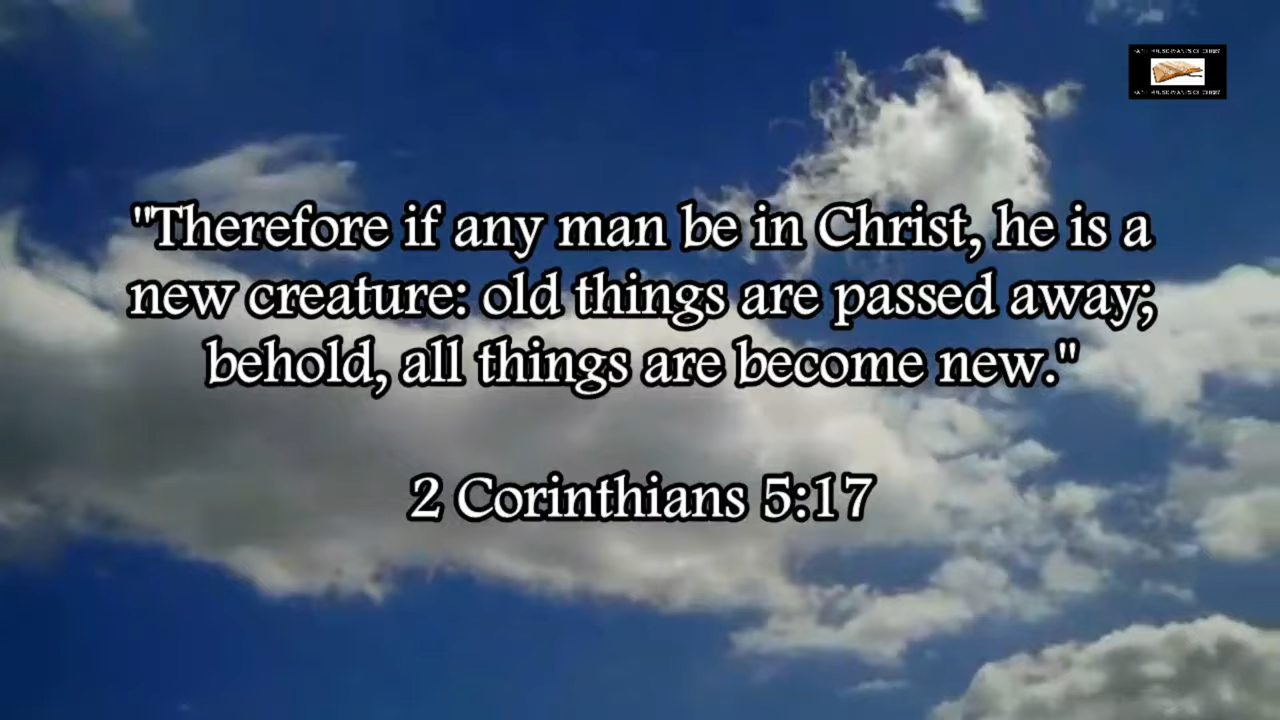 "Therefore if any man be in Christ, he is a
new creature: old things are passed away;
behold, all things are become new."
2 Corinthians 5:17